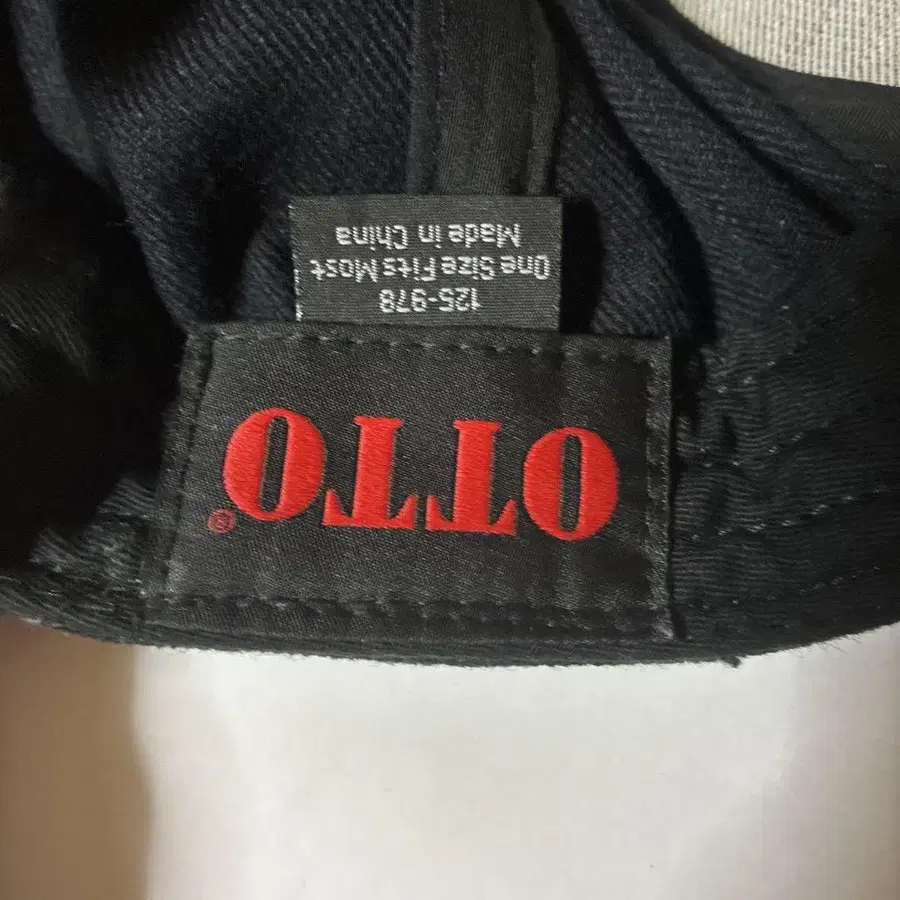 OTTO®
125-978
One Size Fits Most
Made in China